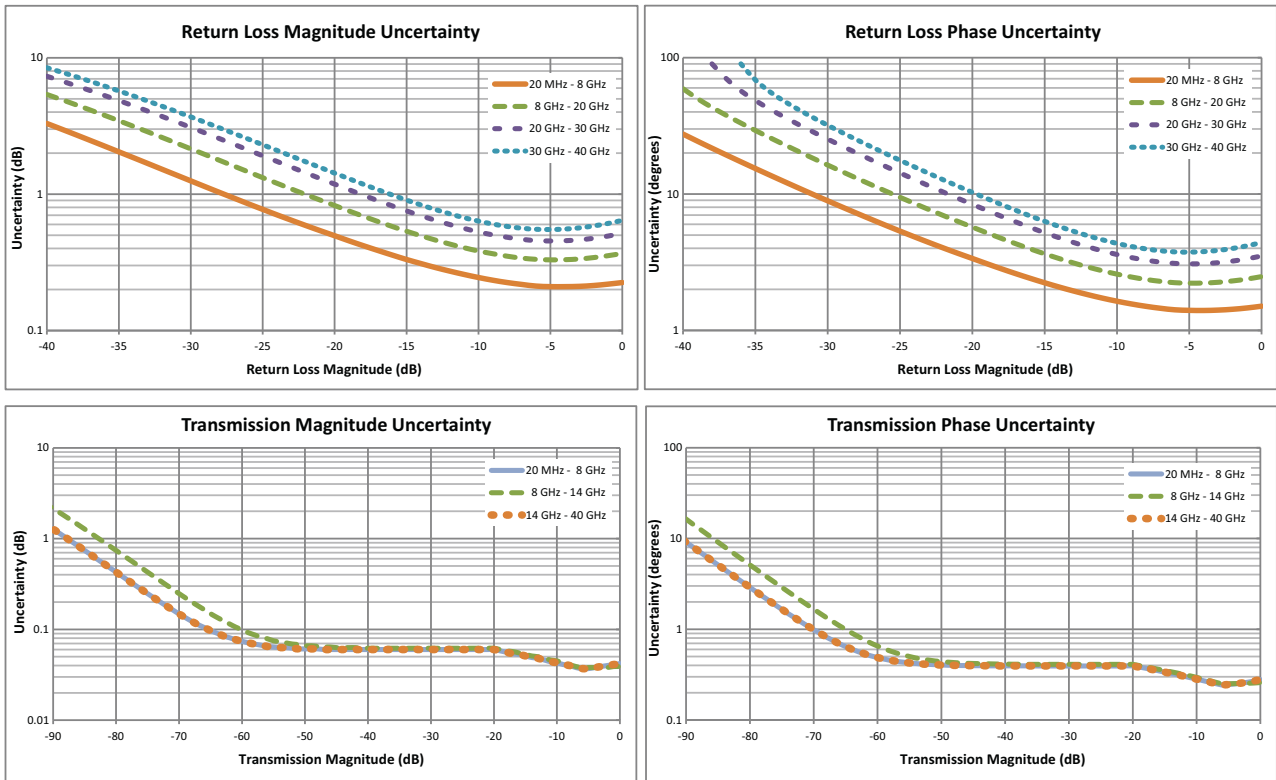 Return Loss Magnitude Uncertainty
10
1
0.1
Uncertainty (dB)
20 MHz - 8 GHz
8 GHz - 20 GHz
20 GHz - 30 GHz
30 GHz - 40 GHz
-40 -35 -30 -25 -20 -15 -10 -5 0
Return Loss Magnitude (dB)
Return Loss Phase Uncertainty
100
10
1
Uncertainty (degrees)
20 MHz - 8 GHz
8 GHz - 20 GHz
20 GHz - 30 GHz
30 GHz - 40 GHz
-40 -35 -30 -25 -20 -15 -10 -5 0
Return Loss Magnitude (dB)
Transmission Magnitude Uncertainty
10
1
0.1
0.01
Uncertainty (dB)
20 MHz - 8 GHz
8 GHz - 14 GHz
14 GHz - 40 GHz
-90 -80 -70 -60 -50 -40 -30 -20 -10 0
Transmission Magnitude (dB)
Transmission Phase Uncertainty
100
10
1
0.1
Uncertainty (degrees)
20 MHz - 8 GHz
8 GHz - 14 GHz
14 GHz - 40 GHz
-90 -80 -70 -60 -50 -40 -30 -20 -10 0
Transmission Magnitude (dB)